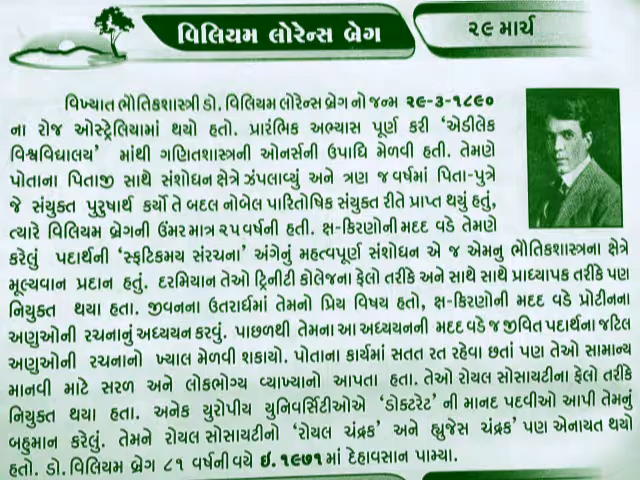 વિલિયમ લોરેન્સ બ્રેગ
૨૯ માર્ચ
વિખ્યાત ભૌતિકશાસ્ત્રી ડૉ. વિલિયમ લોરેન્સ બ્રેગ નો જન્મ ૨૯-૩-૧૮૯૦
ના રોજ ઓસ્ટ્રેલિયામાં થયો હતો. પ્રારંભિક અભ્યાસ પૂર્ણ કરી ‘એડીલેક
વિશ્વવિદ્યાલય’ માંથી ગણિતશાસ્ત્રની ઓનર્સની ઉપાધિ મેળવી હતી. તેમણે
પોતાના પિતાજી સાથે સંશોધન ક્ષેત્રે ઝંપલાવ્યું અને ત્રણ જ વર્ષમાં પિતા-પુત્રે
જે સંયુક્ત પુરુષાર્થ કર્યો તે બદલ નોબેલ પારિતોષિક સંયુક્ત રીતે પ્રાપ્ત થયું હતું,
ત્યારે વિલિયમ બ્રેગની ઉંમર માત્ર ૨૫ વર્ષની હતી. ક્ષ-કિરણોની મદદ વડે તેમણે
કરેલું પદાર્થની ‘સ્ફટિકમય સંરચના’ અંગેનું મહત્વપૂર્ણ સંશોધન એ જ એમનુ ભૌતિકશાસ્ત્રના ક્ષેત્રે
મૂલ્યવાન પ્રદાન હતું. દરમિયાન તેઓ ટ્રિનીટી કોલેજના ફેલો તરીકે અને સાથે સાથે પ્રાધ્યાપક તરીકે પણ
નિયુક્ત થયા હતા. જીવનના ઉતરાર્ધમાં તેમનો પ્રિય વિષય હતો, ક્ષ-કિરણોની મદદ વડે પ્રોટીનના
અણુઓની રચનાનું અધ્યયન કરવું. પાછળથી તેમના આ અધ્યયનની મદદ વડે જ જીવિત પદાર્થના જટિલ
અણુઓની રચનાનો ખ્યાલ મેળવી શકાયો. પોતાના કાર્યમાં સતત રત રહેવા છતાં પણ તેઓ સામાન્ય
માનવી માટે સરળ અને લોકભોગ્ય વ્યાખ્યાનો આપતા હતા. તેઓ રોયલ સોસાયટીના ફેલો તરીકે
નિયુક્ત થયા હતા. અનેક યુરોપીય યુનિવર્સિટીઓએ ‘ડૉક્ટરેટ’ ની માનદ પદવીઓ આપી તેમનું
બહુમાન કરેલું. તેમને રોયલ સોસાયટીનો ‘રોયલ ચંદ્રક’ અને હ્યુજેસ ચંદ્રક’ પણ એનાયત થયો
હતો. ડો. વિલિયમ બ્રેગ ૮૧ વર્ષની વયે ઇ. ૧૯૭૧ માં દેહાવસાન પામ્યા.